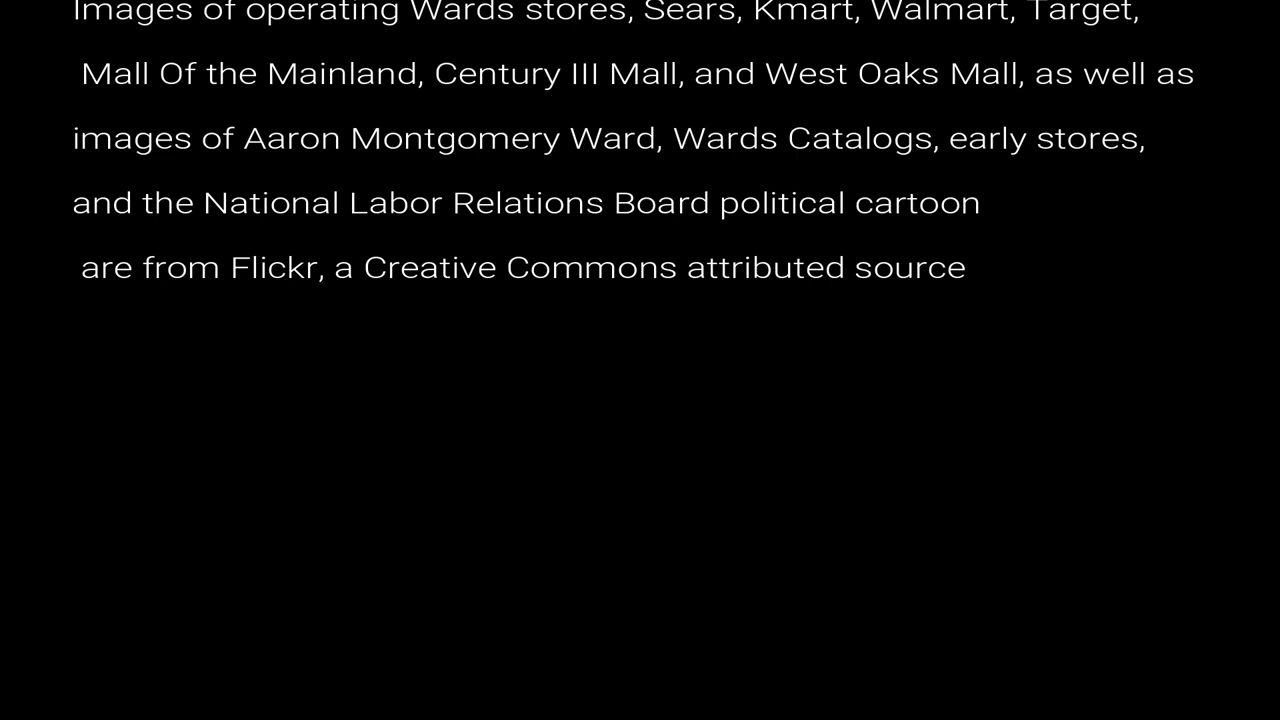 Images of operating Wards stores, Sears, Kmart, Walmart, Target,
Mall Of the Mainland, Century III Mall, and West Oaks Mall, as well as
images of Aaron Montgomery Ward, Wards Catalogs, early stores,
and the National Labor Relations Board political cartoon
are from Flickr, a Creative Commons attributed source